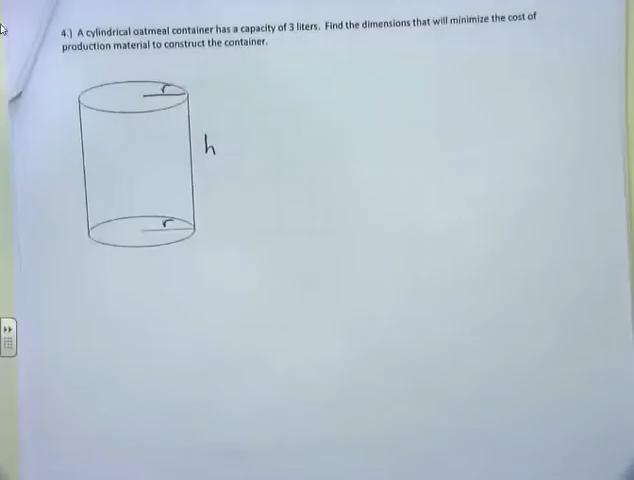 4.) A cylindrical oatmeal container has a capacity of 3 liters. Find the dimensions that will minimize the cost of
production material to construct the container.
r
h
r